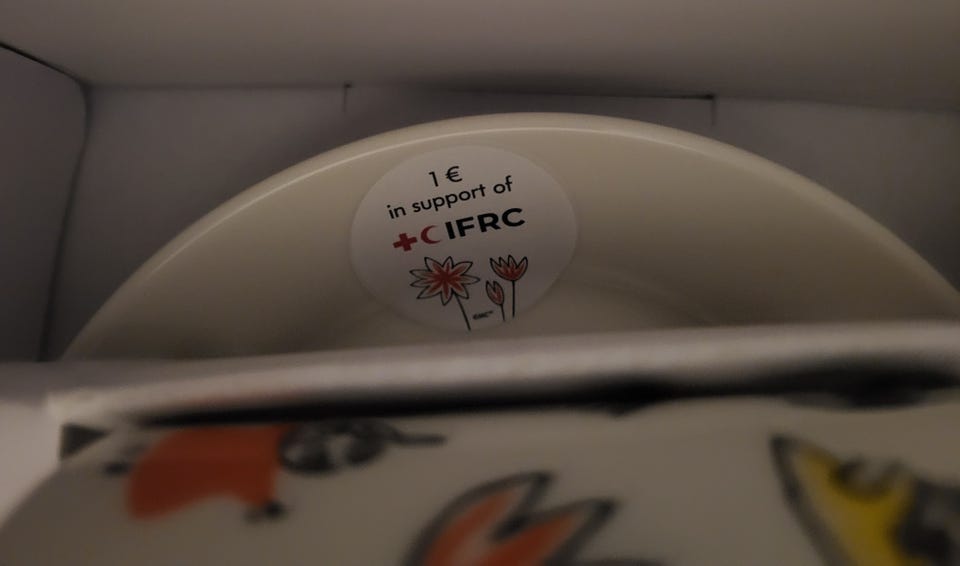 1 €
in support of
IFRC